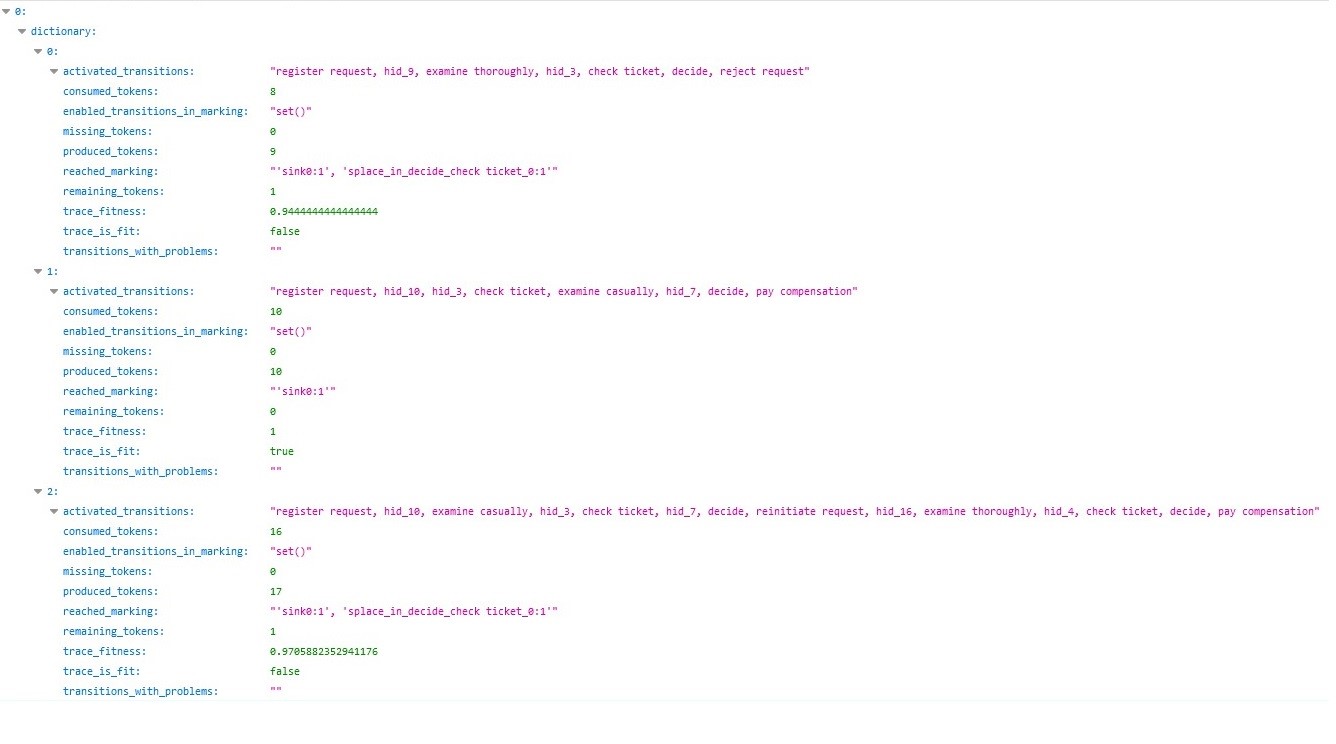 0:
dictionary:
0:
activated_transitions: "register request, hid_9, examine thoroughly, hid_3, check ticket, decide, reject request"
consumed_tokens: 8
enabled_transitions_in_marking: "set()"
missing_tokens: 0
produced_tokens: 9
reached_marking: "'sink0:1', 'splace_in_decide_check ticket_0:1'"
remaining_tokens: 1
trace_fitness: 0.9444444444444444
trace_is_fit: false
transitions_with_problems: ""
1:
activated_transitions: "register request, hid_10, hid_3, check ticket, examine casually, hid_7, decide, pay compensation"
consumed_tokens: 10
enabled_transitions_in_marking: "set()"
missing_tokens: 0
produced_tokens: 10
reached_marking: "'sink0:1'"
remaining_tokens: 0
trace_fitness: 1
trace_is_fit: true
transitions_with_problems: ""
2:
activated_transitions: "register request, hid_10, examine casually, hid_3, check ticket, hid_7, decide, reinitiate request, hid_16, examine thoroughly, hid_4, check ticket, decide, pay compensation"
consumed_tokens: 16
enabled_transitions_in_marking: "set()"
missing_tokens: 0
produced_tokens: 17
reached_marking: "'sink0:1', 'splace_in_decide_check ticket_0:1'"
remaining_tokens: 1
trace_fitness: 0.9705882352941176
trace_is_fit: false
transitions_with_problems: ""